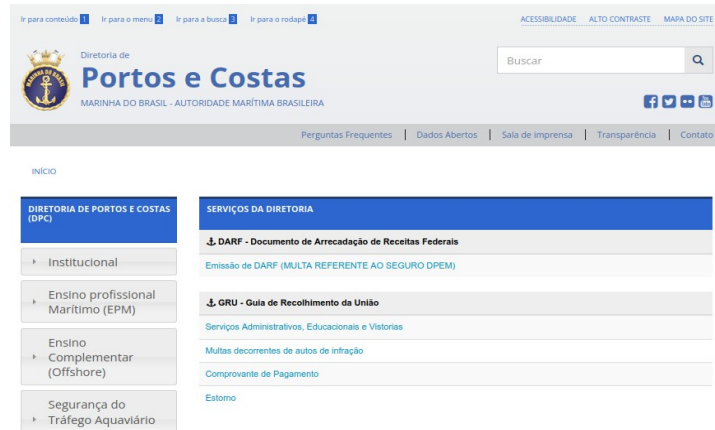 Ir para conteúdo 1 Ir para o menu 2 Ir para a busca 3 Ir para o rodapé 4
ACESSIBILIDADE ALTO CONTRASTE MAPA DO SITE
Diretoria de
Portos e Costas
MARINHA DO BRASIL - AUTORIDADE MARÍTIMA BRASILEIRA
Buscar
Perguntas Frequentes | Dados Abertos | Sala de imprensa | Transparência | Contato
INÍCIO
DIRETORIA DE PORTOS E COSTAS
(DPC)
Institucional
Ensino profissional
Marítimo (EPM)
Ensino
Complementar
(Offshore)
Segurança do
Tráfego Aquaviário
SERVIÇOS DA DIRETORIA
DARF - Documento de Arrecadação de Receitas Federais
Emissão de DARF (MULTA REFERENTE AO SEGURO DPEM)
GRU - Guia de Recolhimento da União
Serviços Administrativos, Educacionais e Vistorias
Multas decorrentes de autos de infração
Comprovante de Pagamento
Estorno